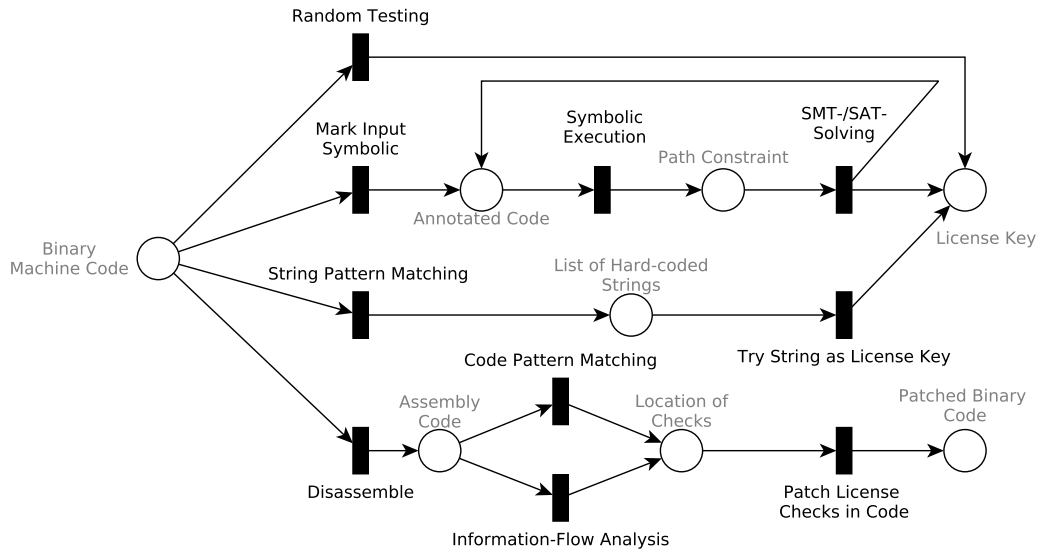 Random Testing
Mark Input
Symbolic
Symbolic
Execution
SMT-/SAT-
Solving
Path Constraint
Annotated Code
License Key
Binary
Machine Code
String Pattern Matching
List of Hard-coded
Strings
Try String as License Key
Code Pattern Matching
Assembly
Code
Location of
Checks
Patched Binary
Code
Disassemble
Patch License
Checks in Code
Information-Flow Analysis